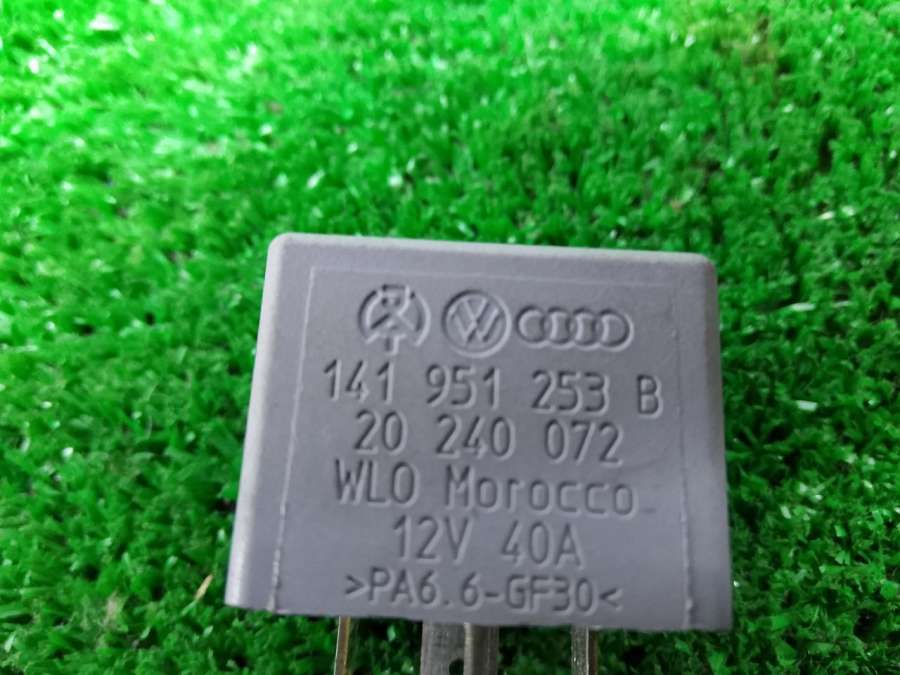 141 951 253 B
20 240 072
WLO Morocco
12V 40A
>PA6.6-GF30<